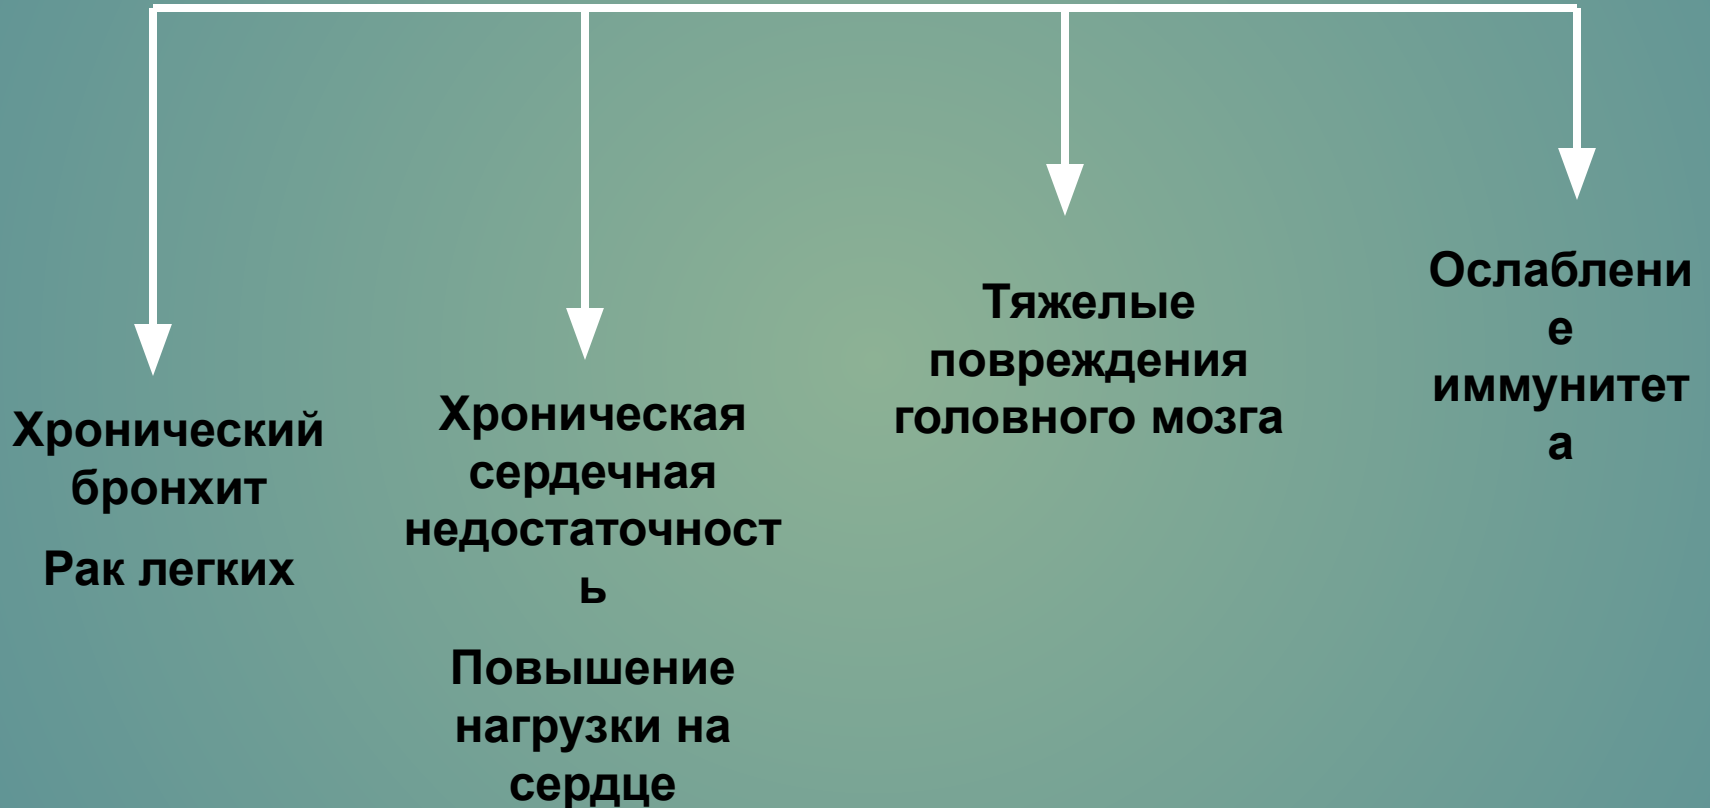 Хронический
бронхит
Рак легких
Хроническая
сердечная
недостаточност
ь
Повышение
нагрузки на
сердце
Тяжелые
повреждения
головного мозга
Ослаблени
е
иммунитет
а